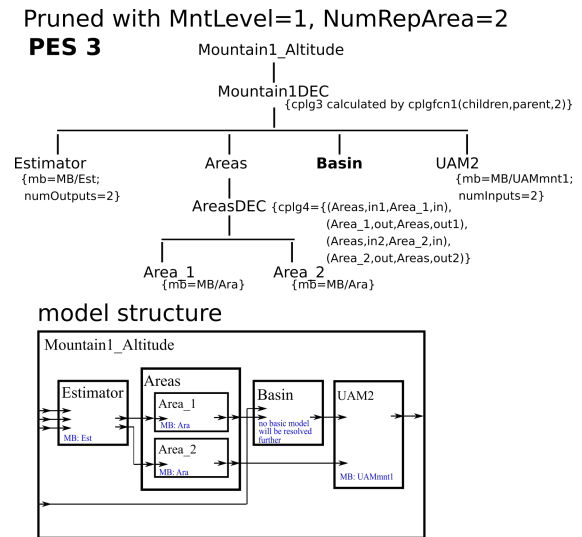 Pruned with MntLevel=1, NumRepArea=2
PES 3
Mountain1_Altitude
Mountain1DEC
{cplg3 calculated by cplgfcn1(children,parent,2)}
Estimator
{mb=MB/Est;
numOutputs=2}
Areas
Basin
UAM2
{mb=MB/UAMmnt1;
numInputs=2}
AreasDEC
{cplg4={(Areas,in1,Area_1,in),
(Area_1,out,Areas,out1),
(Areas,in2,Area_2,in),
(Area_2,out,Areas,out2)}
Area_1
{mb=MB/Ara}
Area_2
{mb=MB/Ara}
model structure
Mountain1_Altitude
Estimator
MB: Est
Areas
Area_1
MB: Ara
Area_2
MB: Ara
Basin
no basic model
will be resolved
further
UAM2
MB: UAMmnt1